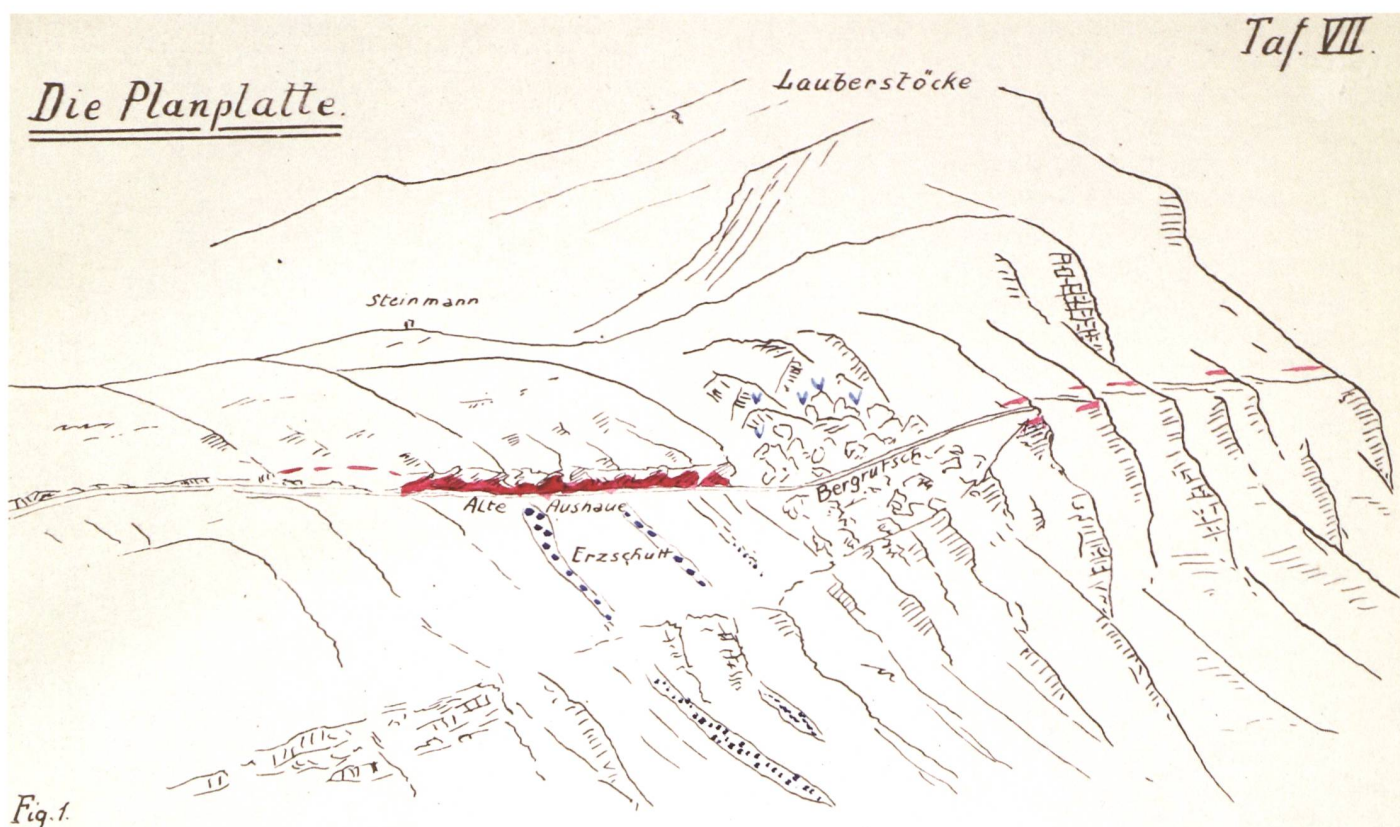 Taf. VII.
Die Planplatte.
Lauberstöcke
Steinmann
Bergrutsch
Alte Aushaue
Erzschutt
Fig. 1.